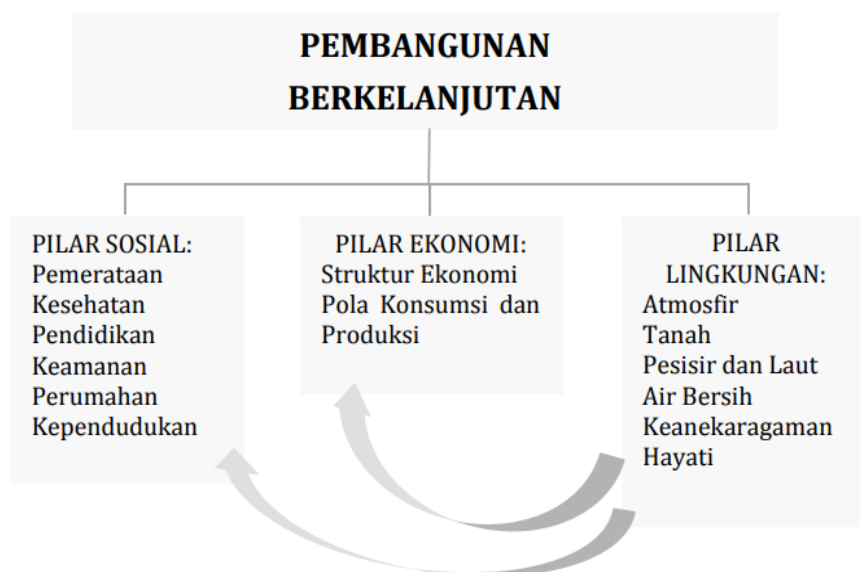 PEMBANGUNAN
BERKELANJUTAN
PILAR SOSIAL:
Pemerataan
Kesehatan
Pendidikan
Keamanan
Perumahan
Kependudukan
PILAR EKONOMI:
Struktur Ekonomi
Pola Konsumsi dan
Produksi
PILAR
LINGKUNGAN:
Atmosfir
Tanah
Pesisir dan Laut
Air Bersih
Keanekaragaman
Hayati